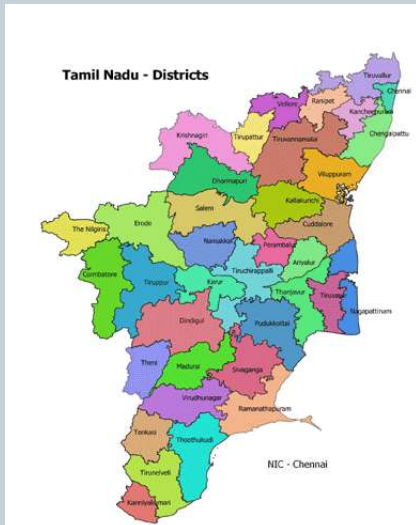 Tamil Nadu - Districts
Tiruvallur
Chennai
Vellore
Ranipet
Kancheepuram
Chengalpattu
Krishnagiri
Tirupattur
Tiruvannamalai
Viluppuram
Dharmapuri
Kallakurichi
Salem
Erode
The Nilgiris
Cuddalore
Namakkal
Perambalur
Coimbatore
Tiruppur
Karur
Tiruchirappalli
Ariyalur
Thanjavur
Tiruvarur
Nagapattinam
Dindigul
Pudukkottai
Theni
Madurai
Sivaganga
Virudhunagar
Ramanathapuram
Tenkasi
Thoothukudi
Tirunelveli
Kanniyakumari
NIC - Chennai